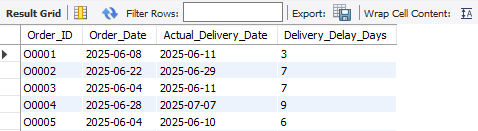 Result Grid Filter Rows: Export: Wrap Cell Content: IA
Order_ID Order_Date Actual_Delivery_Date Delivery_Delay_Days
O0001 2025-06-08 2025-06-11 3
O0002 2025-06-22 2025-06-29 7
O0003 2025-06-04 2025-06-11 7
O0004 2025-06-28 2025-07-07 9
O0005 2025-06-04 2025-06-10 6